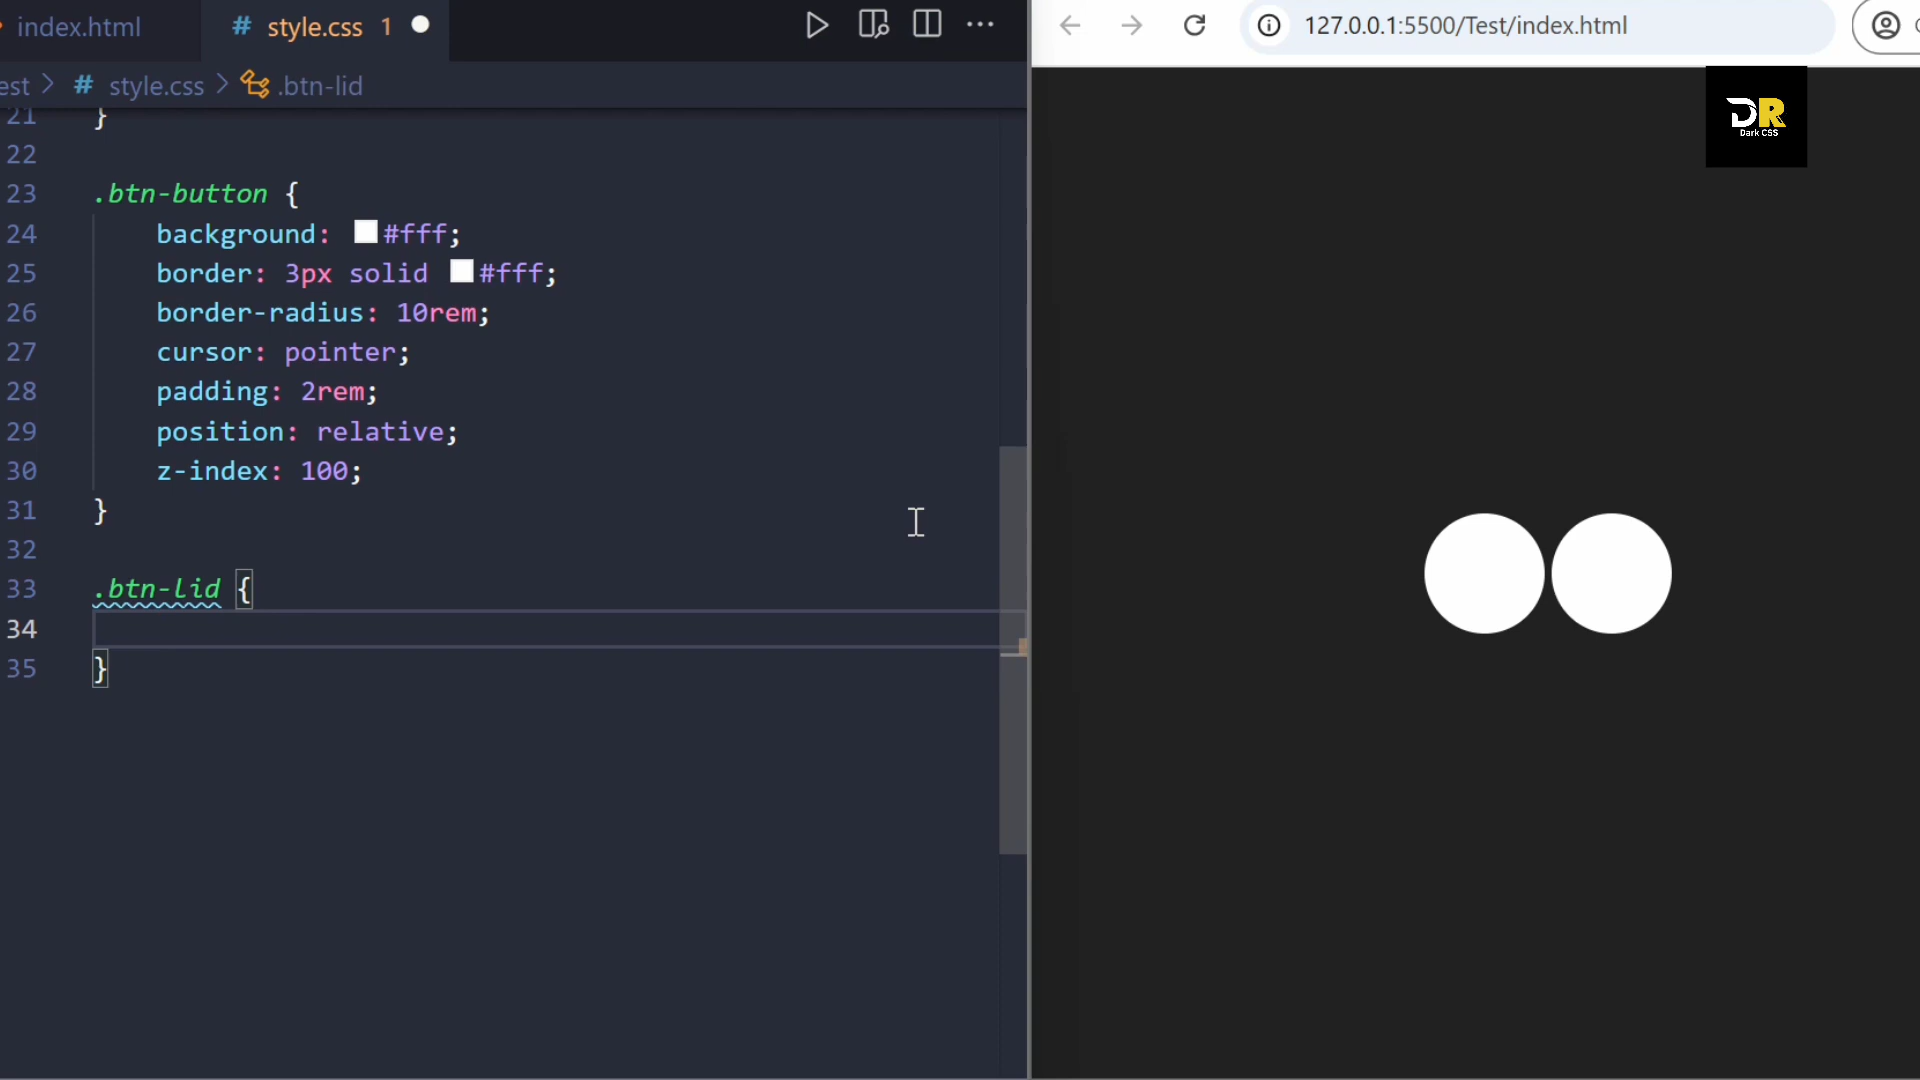 index.html
# style.css 1
est > # style.css > .btn-lid
21 }
22
23 .btn-button {
24 background: #fff;
25 border: 3px solid #fff;
26 border-radius: 10rem;
27 cursor: pointer;
28 padding: 2rem;
29 position: relative;
30 z-index: 100;
31 }
32
33 .btn-lid {
34
35 }
127.0.0.1:5500/Test/index.html
DR
Dark CSS